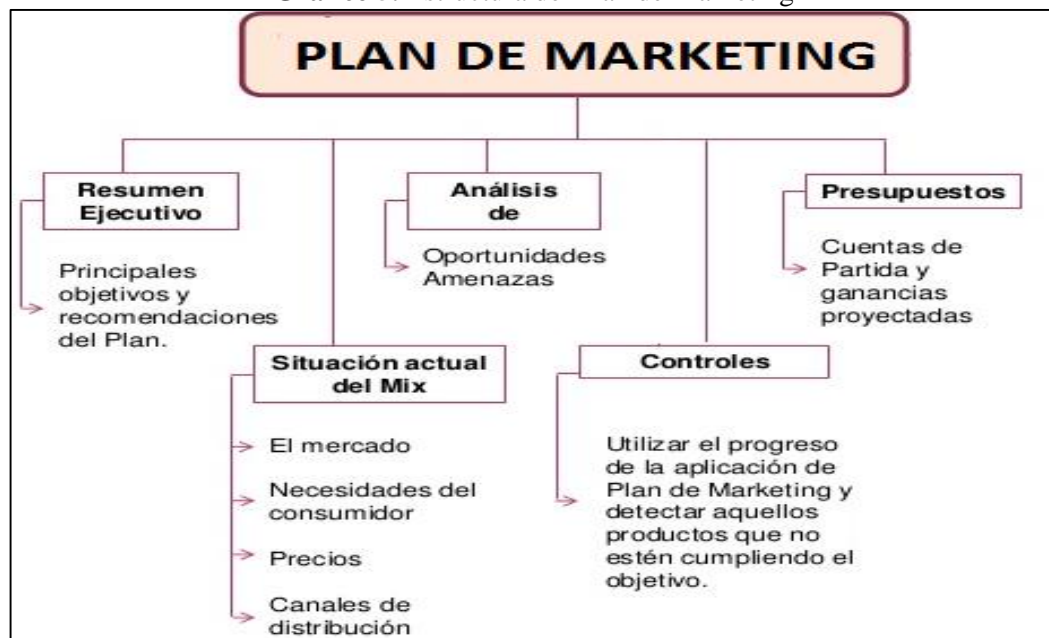 PLAN DE MARKETING
Resumen
Ejecutivo
Principales
objetivos y
recomendaciones
del Plan.
Situación actual
del Mix
El mercado
Necesidades del
consumidor
Precios
Canales de
distribución
Análisis
de
Oportunidades
Amenazas
Controles
Utilizar el progreso
de la aplicación de
Plan de Marketing y
detectar aquellos
productos que no
estén cumpliendo el
objetivo.
Presupuestos
Cuentas de
Partida y
ganancias
proyectadas